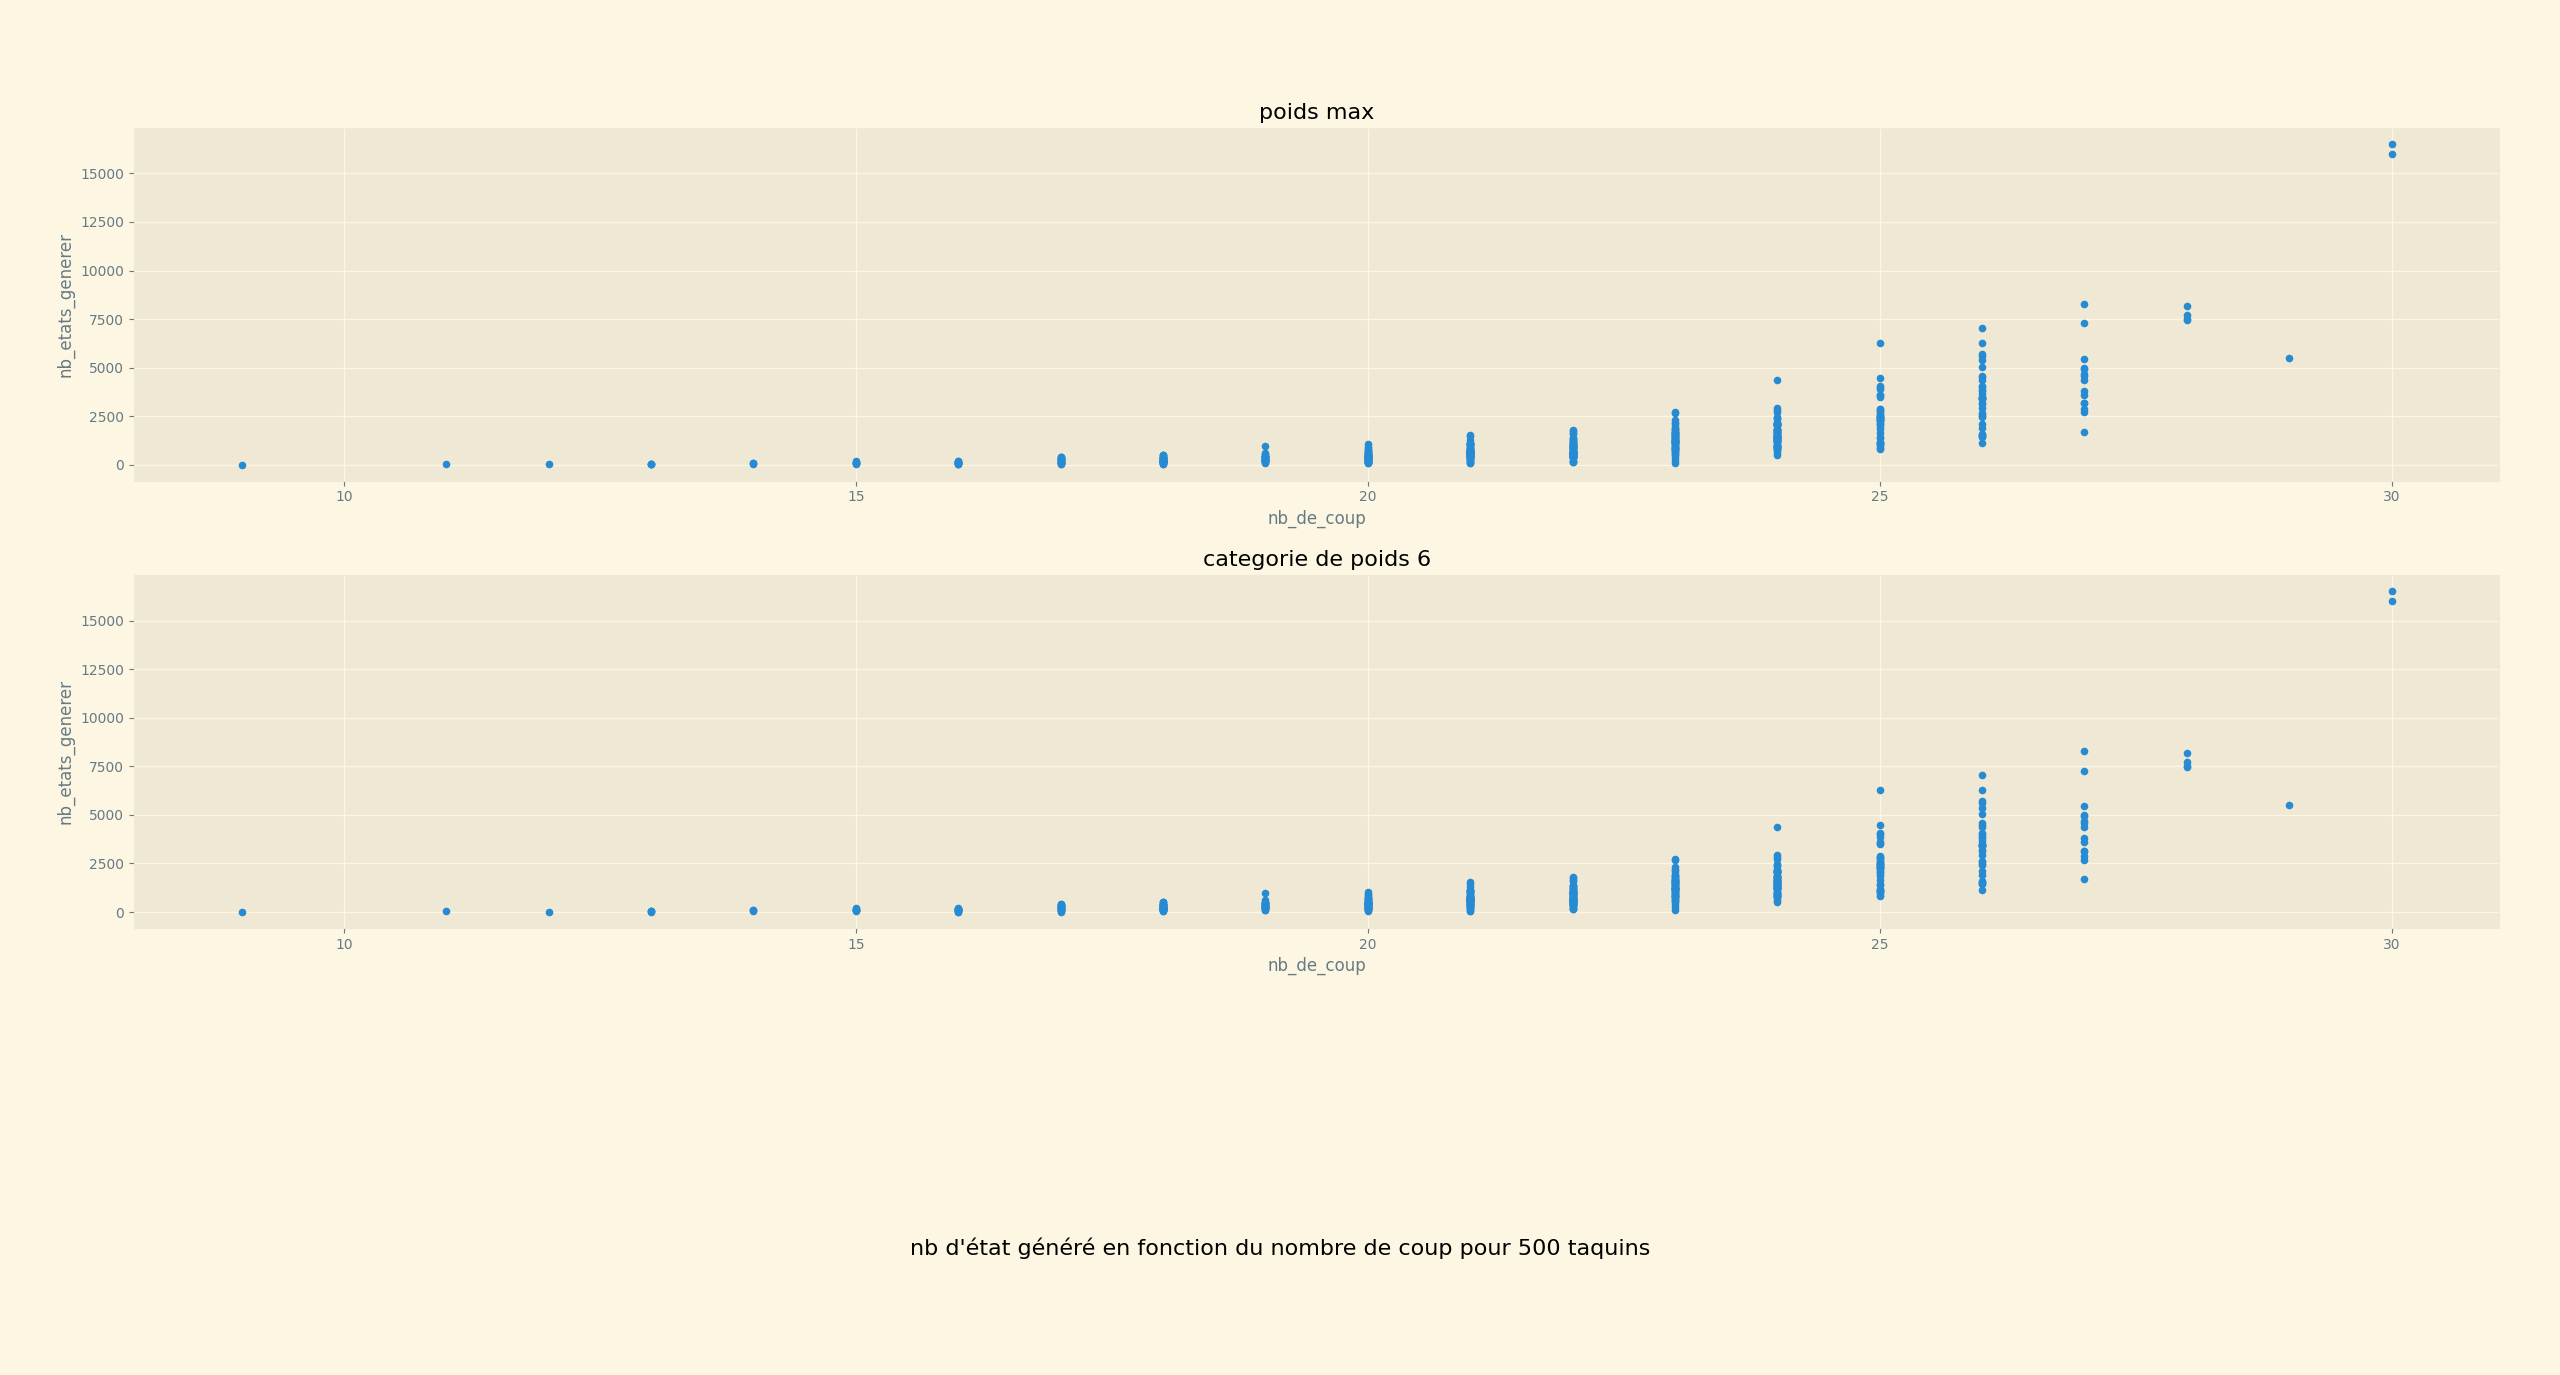 poids max
15000
12500
10000
7500
5000
2500
0
nb_etats_generer
10 15 20 25 30
nb_de_coup
categorie de poids 6
15000
12500
10000
7500
5000
2500
0
nb_etats_generer
10 15 20 25 30
nb_de_coup
nb d'état généré en fonction du nombre de coup pour 500 taquins